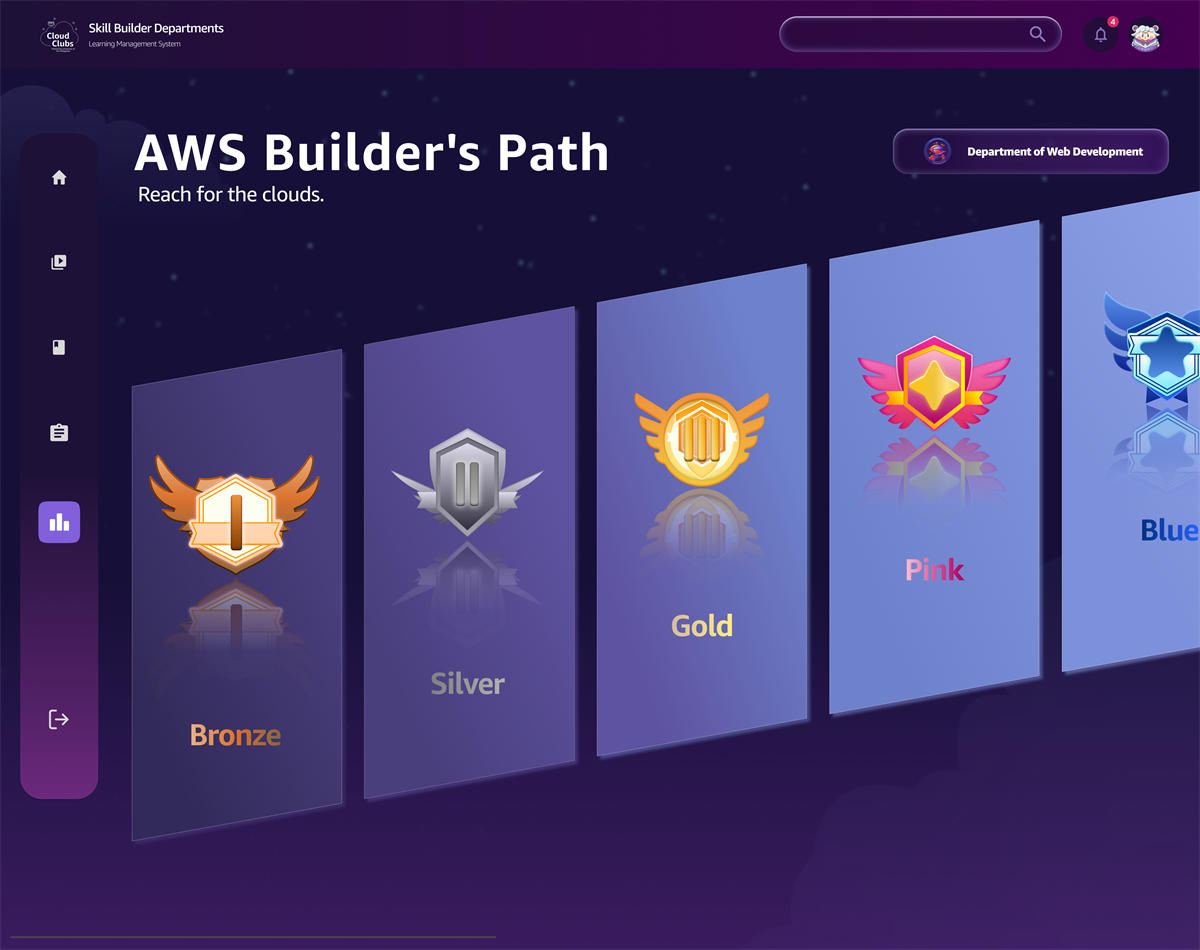 aws
Cloud
Clubs
Skill Builder Departments
Learning Management System
4
AWS Builder's Path
Reach for the clouds.
Department of Web Development
Blue
Pink
Gold
Silver
Bronze